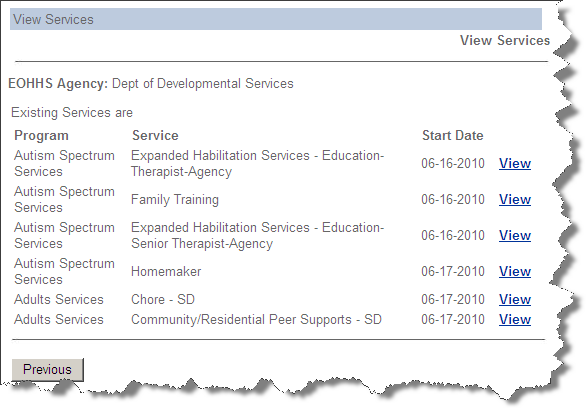 View Services
View Services
EOHHS Agency: Dept of Developmental Services
Existing Services are
Program Service Start Date
Autism Spectrum Expanded Habilitation Services - Education-
Services Therapist-Agency 06-16-2010 View
Autism Spectrum
Services Family Training 06-16-2010 View
Autism Spectrum Expanded Habilitation Services - Education-
Services Senior Therapist-Agency 06-16-2010 View
Autism Spectrum
Services Homemaker 06-17-2010 View
Adults Services Chore - SD 06-17-2010 View
Adults Services Community/Residential Peer Supports - SD 06-17-2010 View
Previous